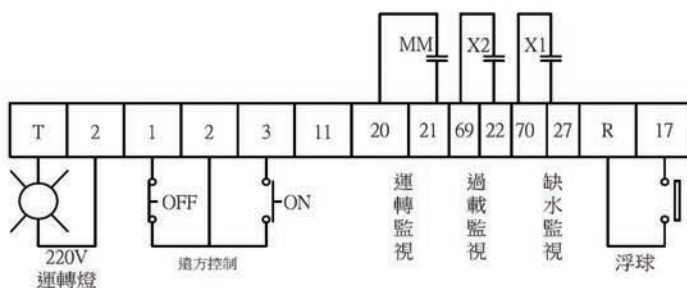 MM X2 X1
T 2 1 2 3 11 20 21 69 22 70 27 R 17
OFF ON
運轉監視
過載監視
缺水監視
220V
運轉燈
遠方控制
浮球